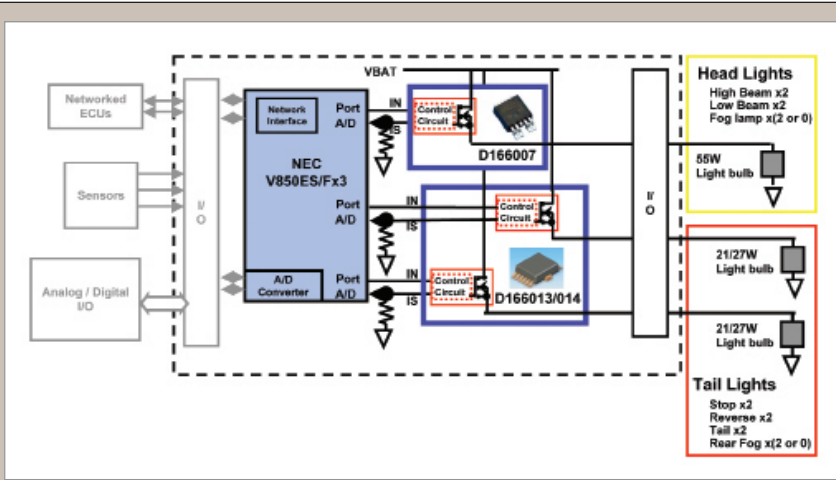 Networked
ECUs
Sensors
Analog / Digital
I/O
I/
O
Network
Interface
NEC
V850ES/Fx3
A/D
Converter
Port
A/D
Port
A/D
Port
A/D
VBAT
IN
IS
Control
Circuit
D166007
IN
IS
Control
Circuit
IN
IS
Control
Circuit
D166013/014
I/
O
Head Lights
High Beam x2
Low Beam x2
Fog lamp x(2 or 0)
55W
Light bulb
21/27W
Light bulb
21/27W
Light bulb
Tail Lights
Stop x2
Reverse x2
Tail x2
Rear Fog x(2 or 0)